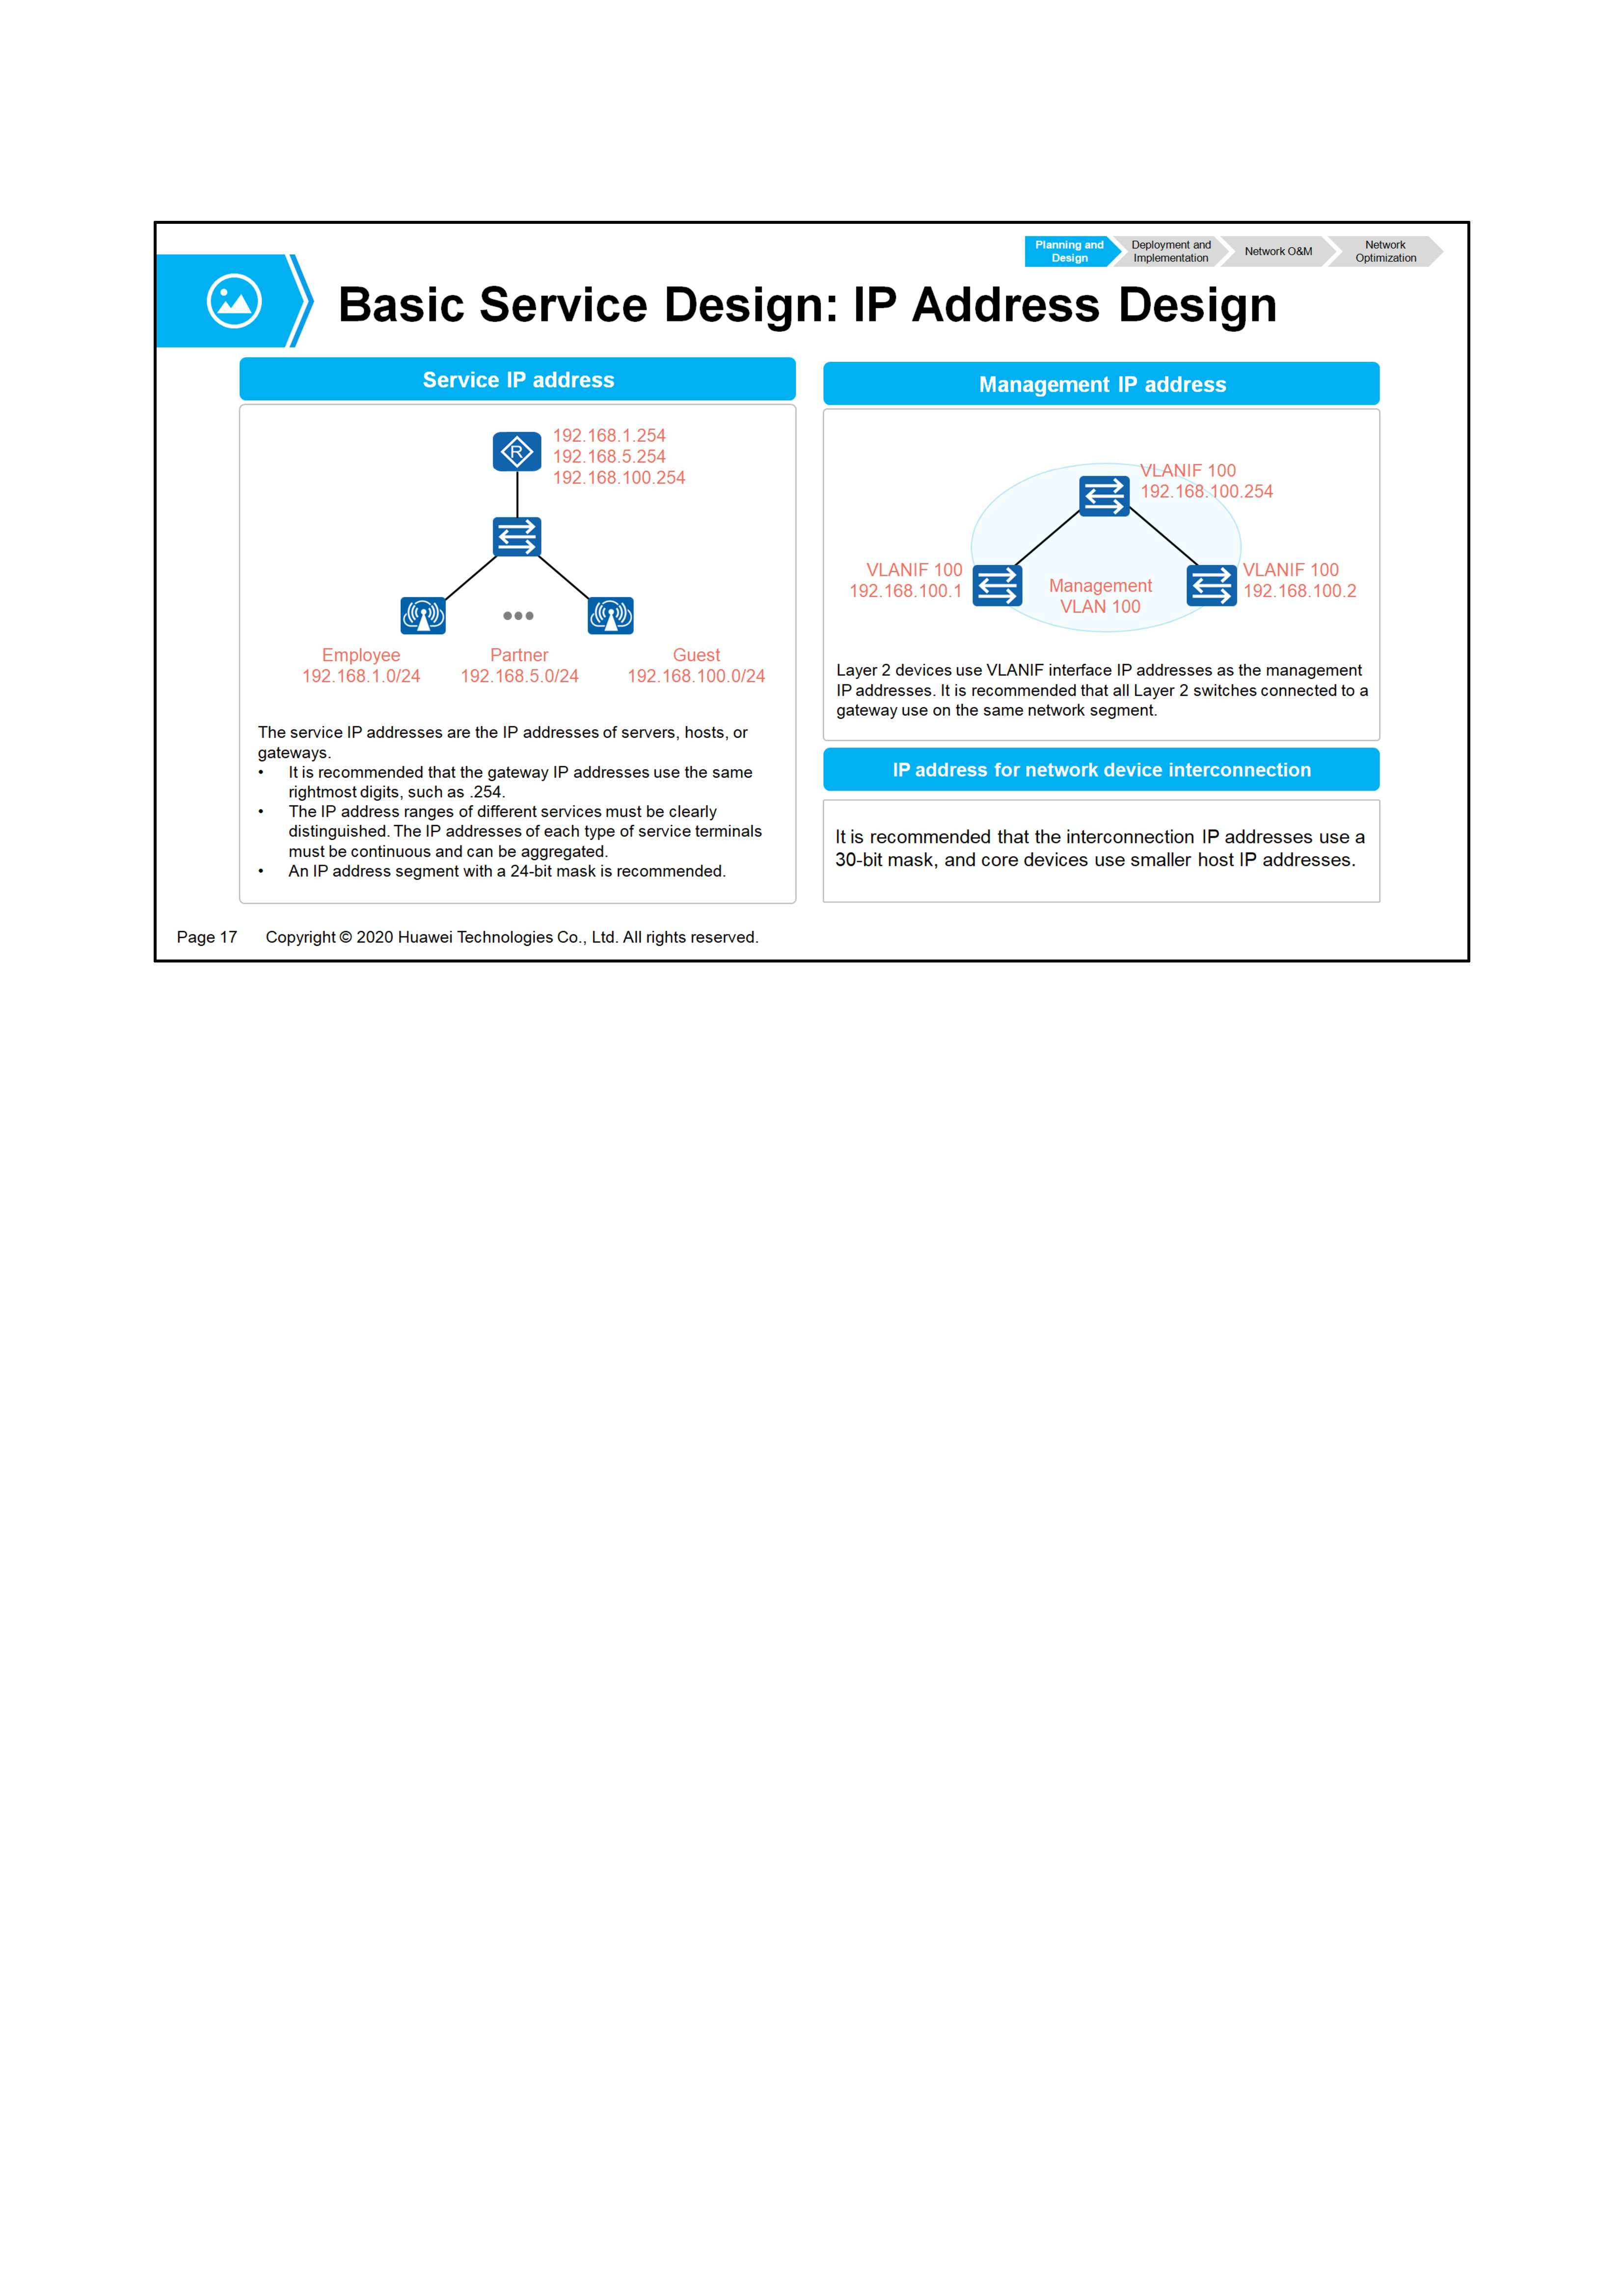 Planning and
Design
Deployment and
Implementation
Network O&M
Network
Optimization
Basic Service Design: IP Address Design
Service IP address
R
192.168.1.254
192.168.5.254
192.168.100.254
Employee
192.168.1.0/24
Partner
192.168.5.0/24
Guest
192.168.100.0/24
The service IP addresses are the IP addresses of servers, hosts, or
gateways.
• It is recommended that the gateway IP addresses use the same
rightmost digits, such as .254.
• The IP address ranges of different services must be clearly
distinguished. The IP addresses of each type of service terminals
must be continuous and can be aggregated.
• An IP address segment with a 24-bit mask is recommended.
Management IP address
VLANIF 100
192.168.100.254
VLANIF 100
192.168.100.1
Management
VLAN 100
VLANIF 100
192.168.100.2
Layer 2 devices use VLANIF interface IP addresses as the management
IP addresses. It is recommended that all Layer 2 switches connected to a
gateway use on the same network segment.
IP address for network device interconnection
It is recommended that the interconnection IP addresses use a
30-bit mask, and core devices use smaller host IP addresses.
Page 17 Copyright © 2020 Huawei Technologies Co., Ltd. All rights reserved.